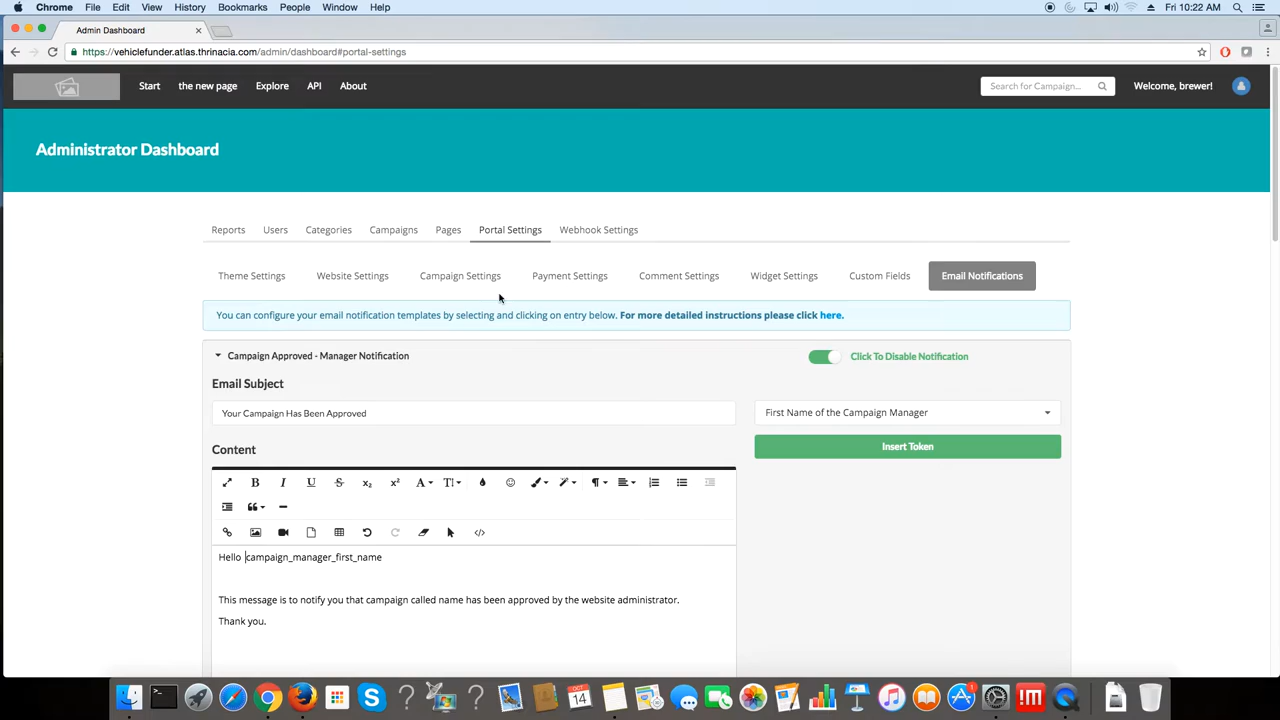 Chrome File Edit View History Bookmarks People Window Help Fri 10:22 AM
Admin Dashboard
https://vehiclefunder.atlas.thrinacia.com/admin/dashboard#portal-settings
Start the new page Explore API About Search for Campaign... Welcome, brewer!
Administrator Dashboard
Reports Users Categories Campaigns Pages Portal Settings Webhook Settings
Theme Settings Website Settings Campaign Settings Payment Settings Comment Settings Widget Settings Custom Fields Email Notifications
You can configure your email notification templates by selecting and clicking on entry below. For more detailed instructions please click here.
Campaign Approved - Manager Notification Click To Disable Notification
Email Subject
Your Campaign Has Been Approved First Name of the Campaign Manager
Insert Token
Content
Hello campaign_manager_first_name
This message is to notify you that campaign called name has been approved by the website administrator.
Thank you.